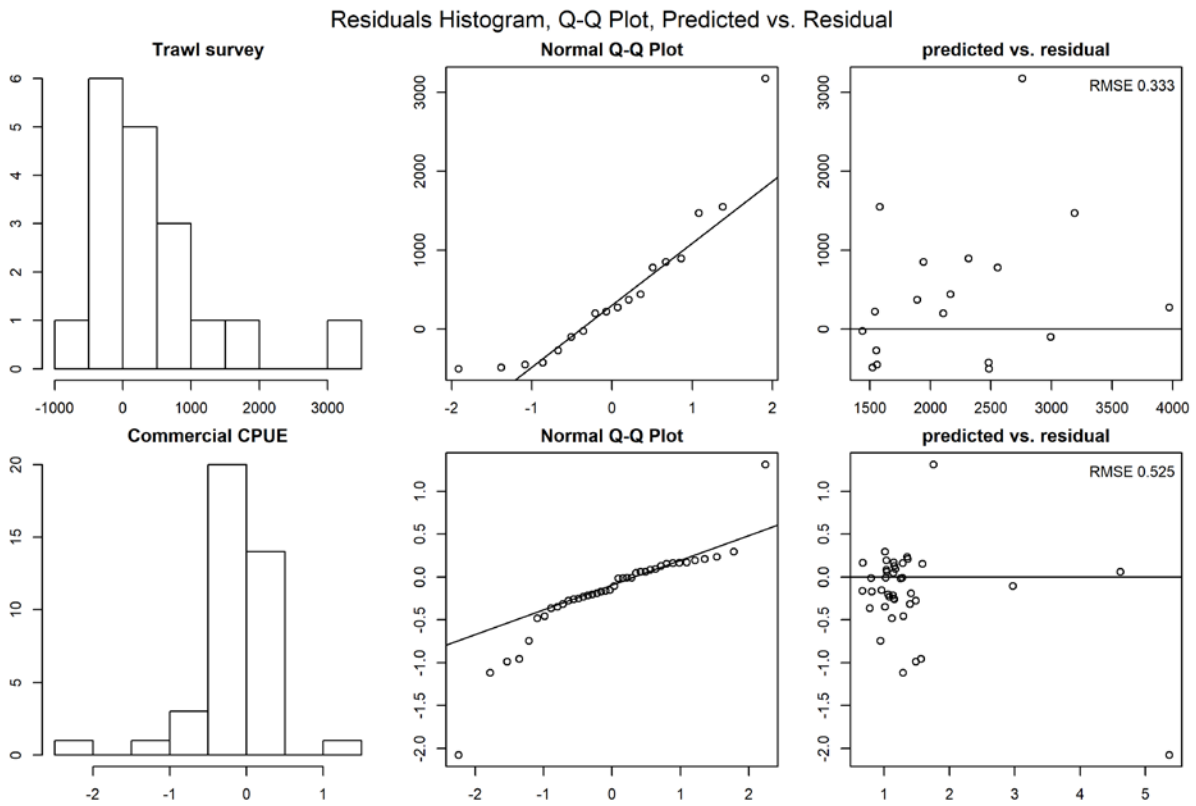 Residuals Histogram, Q-Q Plot, Predicted vs. Residual
Trawl survey
Normal Q-Q Plot
predicted vs. residual
0 1 2 3 4 5 6
-1000 0 1000 2000 3000
0 1000 2000 3000
-2 -1 0 1 2
RMSE 0.333
0 1000 2000 3000
1500 2000 2500 3000 3500 4000
Commercial CPUE
Normal Q-Q Plot
predicted vs. residual
0 5 10 15 20
-2 -1 0 1
-2.0 -1.5 -1.0 -0.5 0.0 0.5 1.0
-2 -1 0 1 2
RMSE 0.525
-2.0 -1.5 -1.0 -0.5 0.0 0.5 1.0
1 2 3 4 5